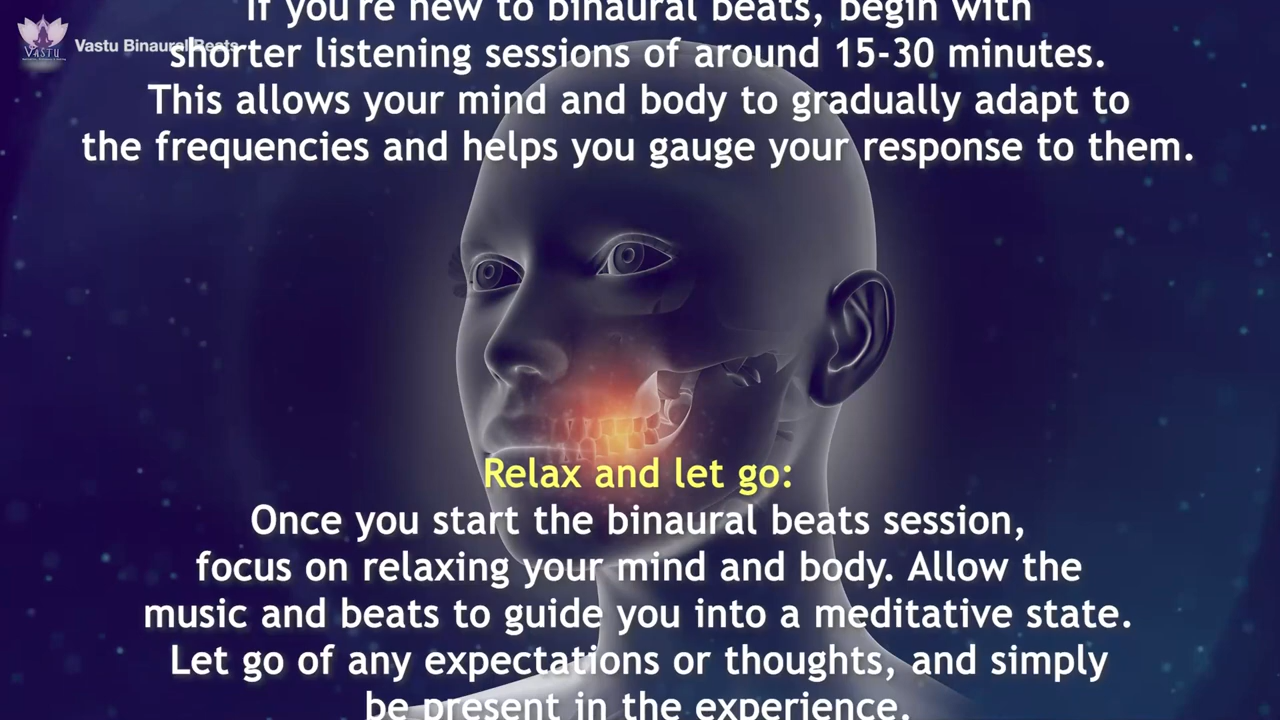 If you're new to binaural beats, begin with
VASTU
Vastu Binaural Beats
shorter listening sessions of around 15-30 minutes.
This allows your mind and body to gradually adapt to
the frequencies and helps you gauge your response to them.
Relax and let go:
Once you start the binaural beats session,
focus on relaxing your mind and body. Allow the
music and beats to guide you into a meditative state.
Let go of any expectations or thoughts, and simply
be present in the experience.